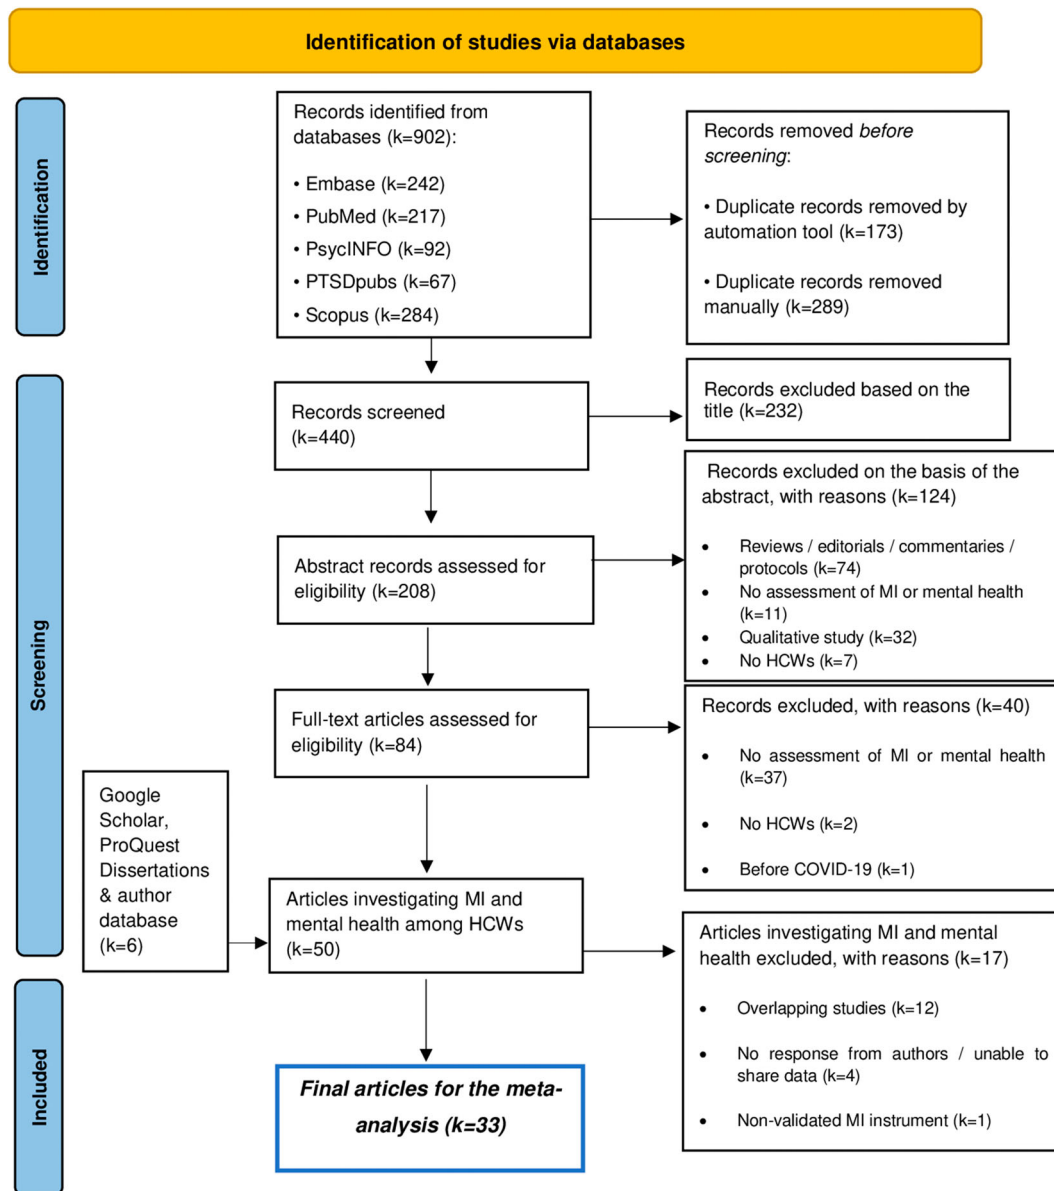 Identification of studies via databases
Identification
Records identified from
databases (k=902):
• Embase (k=242)
• PubMed (k=217)
• PsycINFO (k=92)
• PTSDpubs (k=67)
• Scopus (k=284)
Records removed before
screening:
• Duplicate records removed by
automation tool (k=173)
• Duplicate records removed
manually (k=289)
Screening
Records screened
(k=440)
Records excluded based on the
title (k=232)
Abstract records assessed for
eligibility (k=208)
Records excluded on the basis of the
abstract, with reasons (k=124)
• Reviews / editorials / commentaries /
protocols (k=74)
• No assessment of MI or mental health
(k=11)
• Qualitative study (k=32)
• No HCWs (k=7)
Full-text articles assessed for
eligibility (k=84)
Records excluded, with reasons (k=40)
• No assessment of MI or mental health
(k=37)
• No HCWs (k=2)
• Before COVID-19 (k=1)
Google
Scholar,
ProQuest
Dissertations
& author
database
(k=6)
Articles investigating MI and
mental health among HCWs
(k=50)
Articles investigating MI and mental
health excluded, with reasons (k=17)
• Overlapping studies (k=12)
• No response from authors / unable to
share data (k=4)
• Non-validated MI instrument (k=1)
Included
Final articles for the meta-
analysis (k=33)